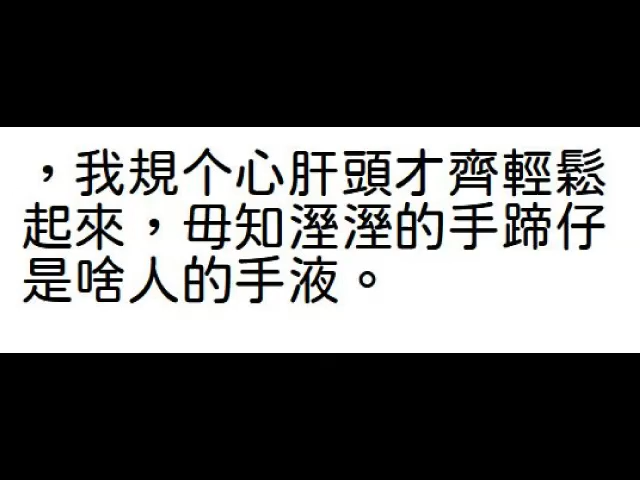 ，我規个心肝頭才齊輕鬆
起來，毋知溼溼的手蹄仔
是啥人的手液。